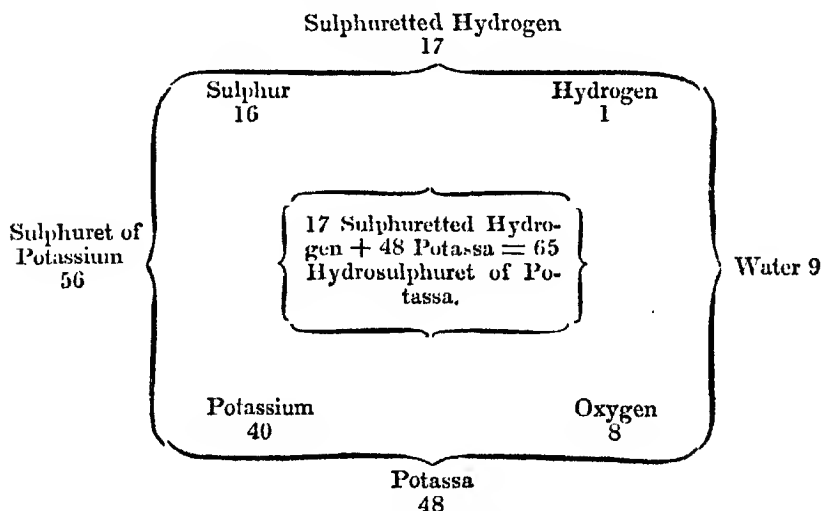 Sulphuretted Hydrogen
17
Sulphur
16
Hydrogen
1
Sulphuret of
Potassium
56
17 Sulphuretted Hydro-
gen + 48 Potassa = 65
Hydrosulphuret of Po-
tassa.
Water 9
Potassium
40
Oxygen
8
Potassa
48